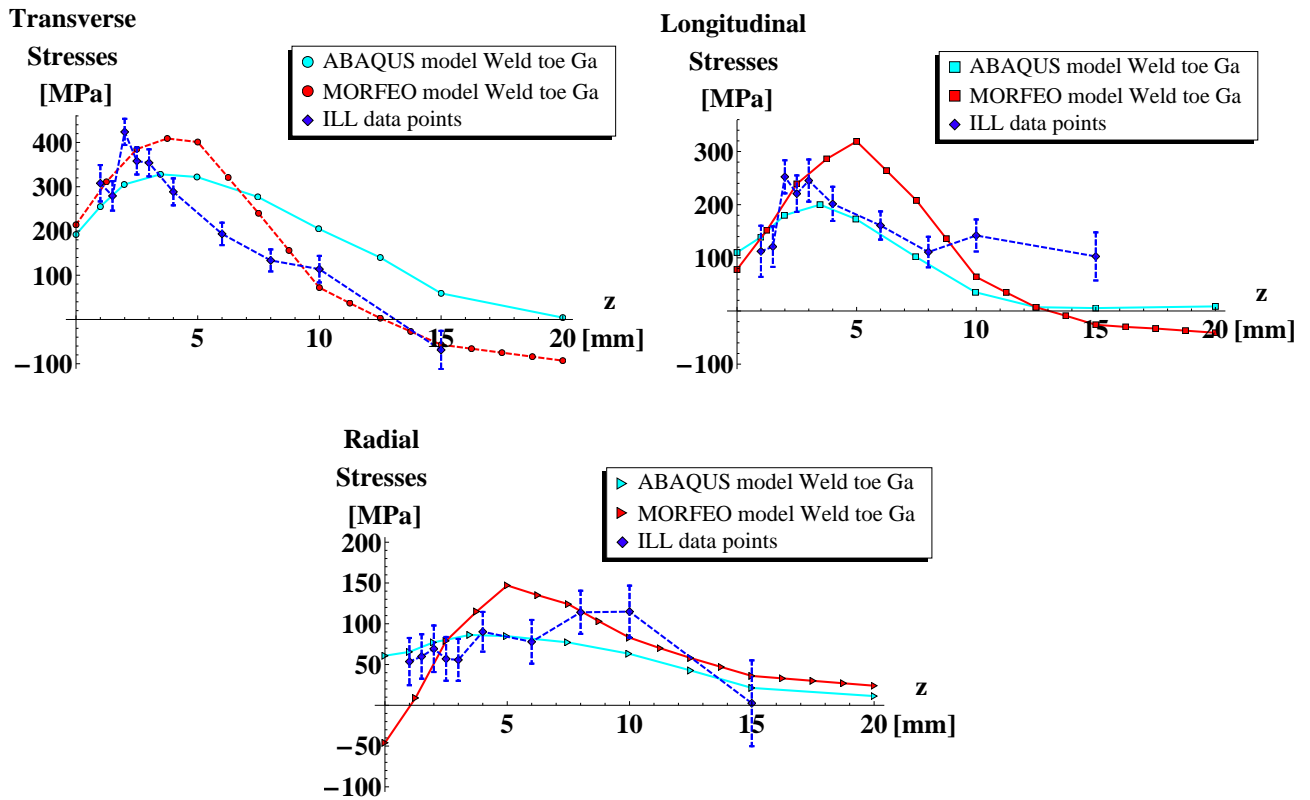 Transverse
Stresses
[MPa]
ABAQUS model Weld toe Ga
MORFEO model Weld toe Ga
ILL data points
400
300
200
100
−100
5
10
15
20
z
[mm]
Longitudinal
Stresses
[MPa]
ABAQUS model Weld toe Ga
MORFEO model Weld toe Ga
ILL data points
300
200
100
−100
5
10
15
20
z
[mm]
Radial
Stresses
[MPa]
ABAQUS model Weld toe Ga
MORFEO model Weld toe Ga
ILL data points
200
150
100
50
−50
−100
5
10
15
20
z
[mm]